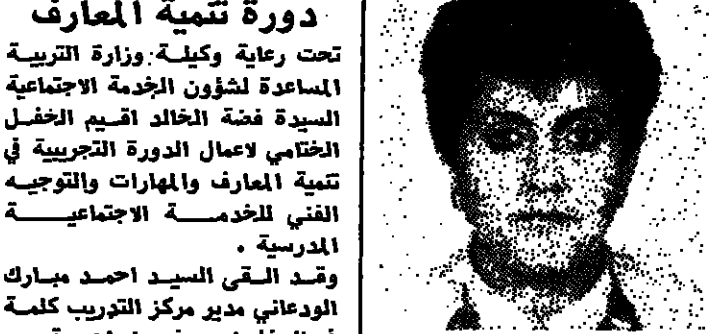 دورة تنمية المعارف
تحت رعاية وكيلة وزارة التربية
المساعدة لشؤون الخدمة الاجتماعية
السيدة فضة الخالد اقيم الحفل
الختامي لاعمال الدورة التجريبية في
تنمية المعارف والمهارات والتوجيه
الفني للخدمة الاجتماعية
المدرسية .
وقد القى السيد احمد مبارك
الودعاني مدير مركز التدريب كلمة